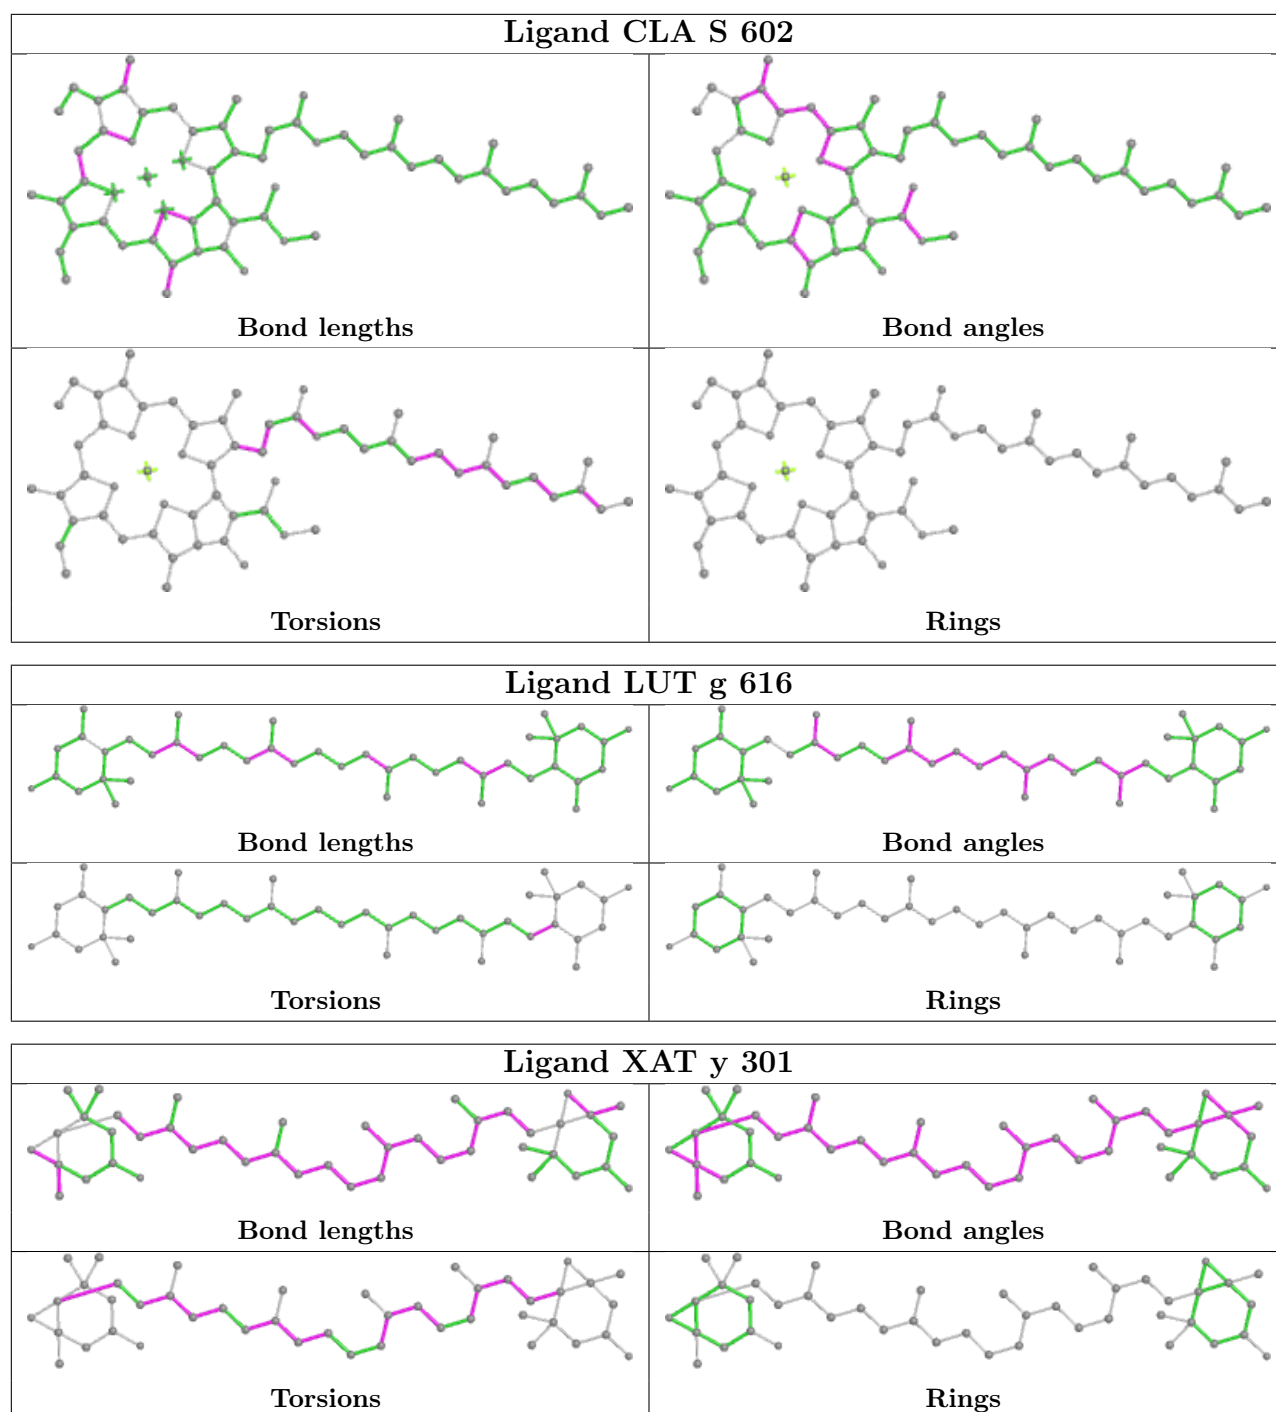 Ligand CLA S 602
Bond lengths
Bond angles
Torsions
Rings
Ligand LUT g 616
Bond lengths
Bond angles
Torsions
Rings
Ligand XAT y 301
Bond lengths
Bond angles
Torsions
Rings